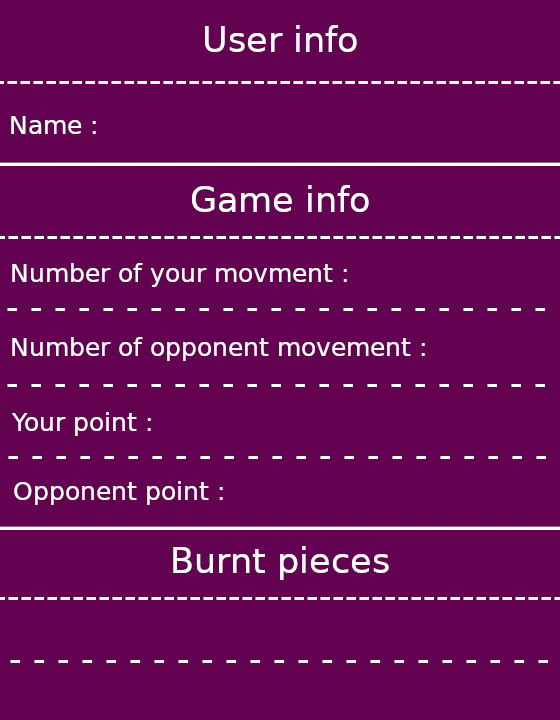 User info
Name :
Game info
Number of your movment :
Number of opponent movement :
Your point :
Opponent point :
Burnt pieces